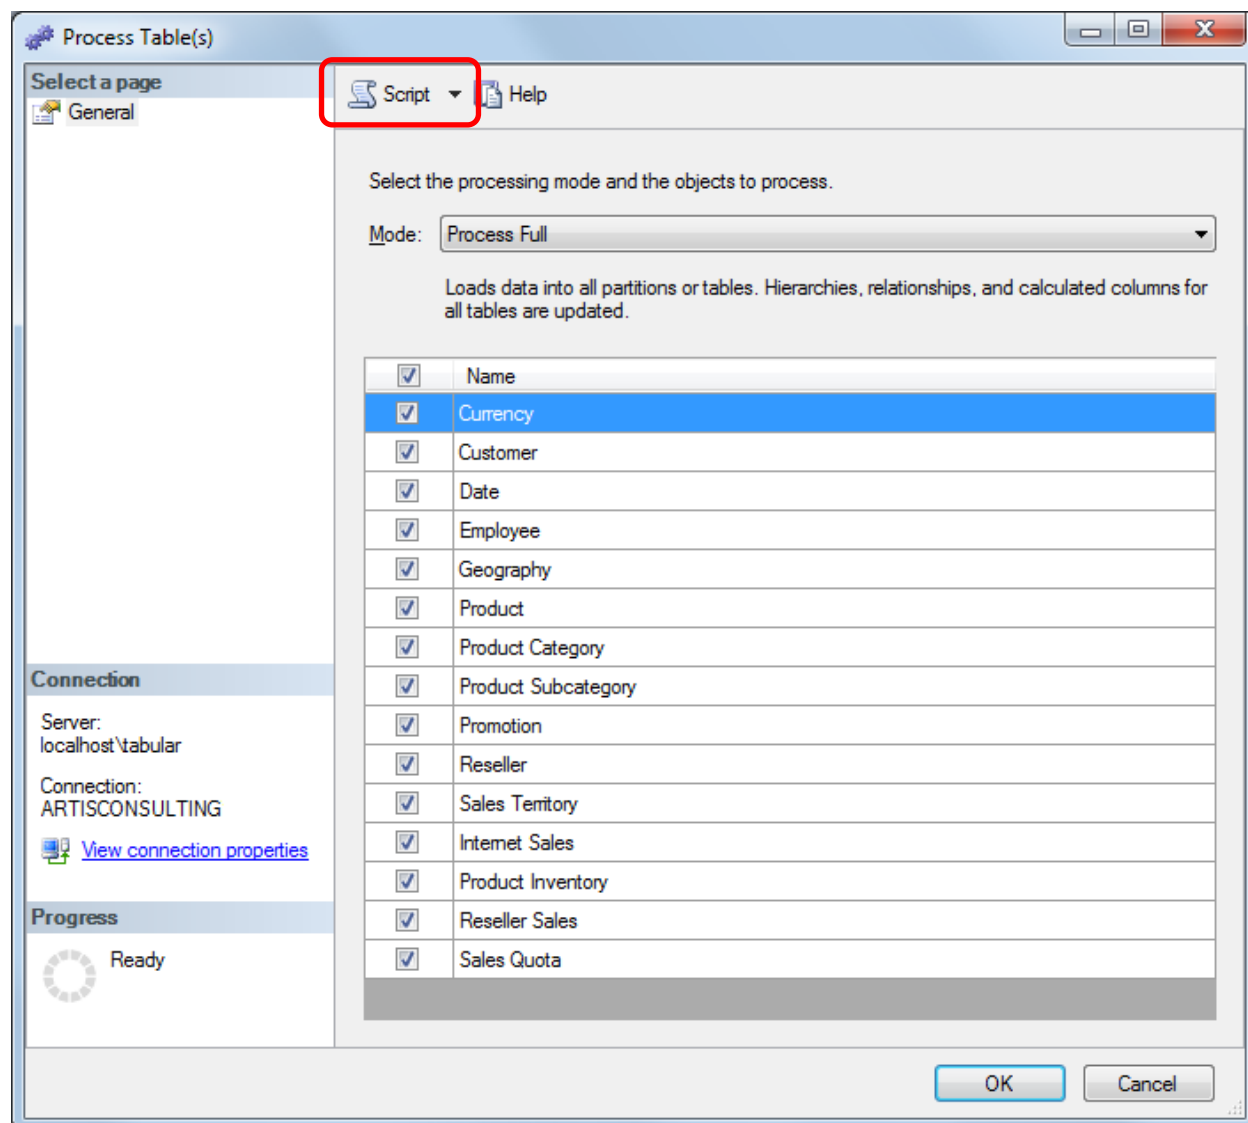 Process Table(s)
Select a page
General
Script
Help
Select the processing mode and the objects to process.
Mode:
Process Full
Loads data into all partitions or tables. Hierarchies, relationships, and calculated columns for
all tables are updated.
Name
Currency
Customer
Date
Employee
Geography
Product
Product Category
Product Subcategory
Promotion
Reseller
Sales Territory
Internet Sales
Product Inventory
Reseller Sales
Sales Quota
Connection
Server:
localhost\tabular
Connection:
ARTISCONSULTING
View connection properties
Progress
Ready
OK
Cancel